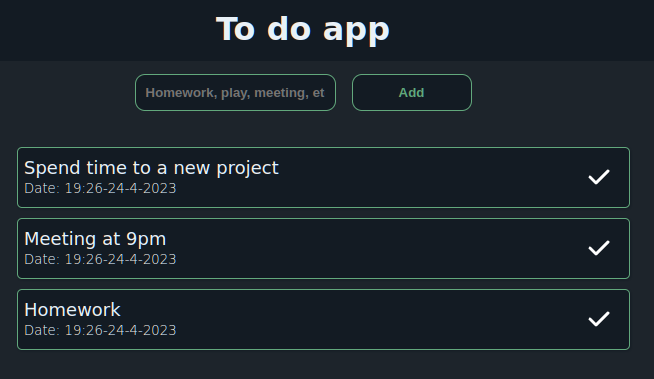 To do app
Homework, play, meeting, et
Add
Spend time to a new project
Date: 19:26-24-4-2023
Meeting at 9pm
Date: 19:26-24-4-2023
Homework
Date: 19:26-24-4-2023